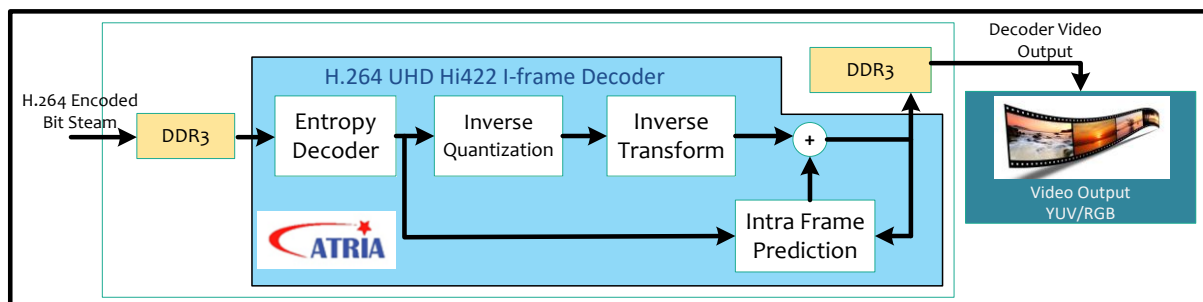 H.264 Encoded
Bit Steam
DDR3
H.264 UHD Hi422 I-frame Decoder
Entropy
Decoder
Inverse
Quantization
Inverse
Transform
+
Intra Frame
Prediction
ATRIA
DDR3
Decoder Video
Output
Video Output
YUV/RGB